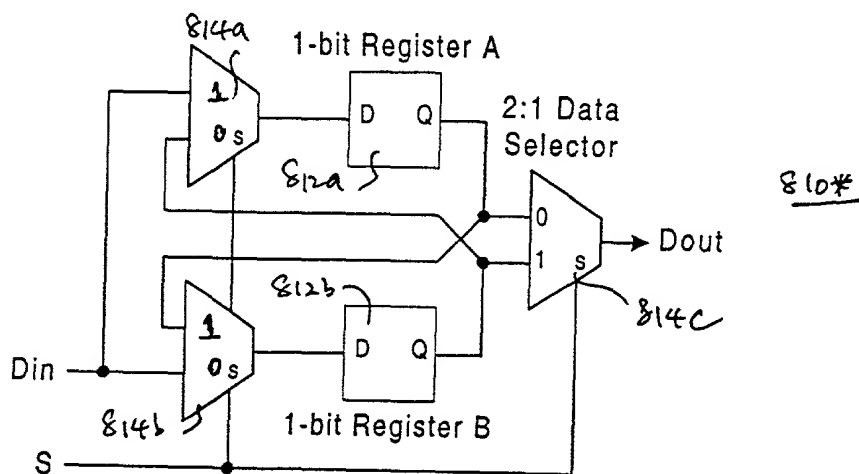 814a
1-bit Register A
1
0 s
D Q
812a
2:1 Data
Selector
810*
0
1
s
Dout
814c
812b
1
0 s
D Q
Din
814b
1-bit Register B
S